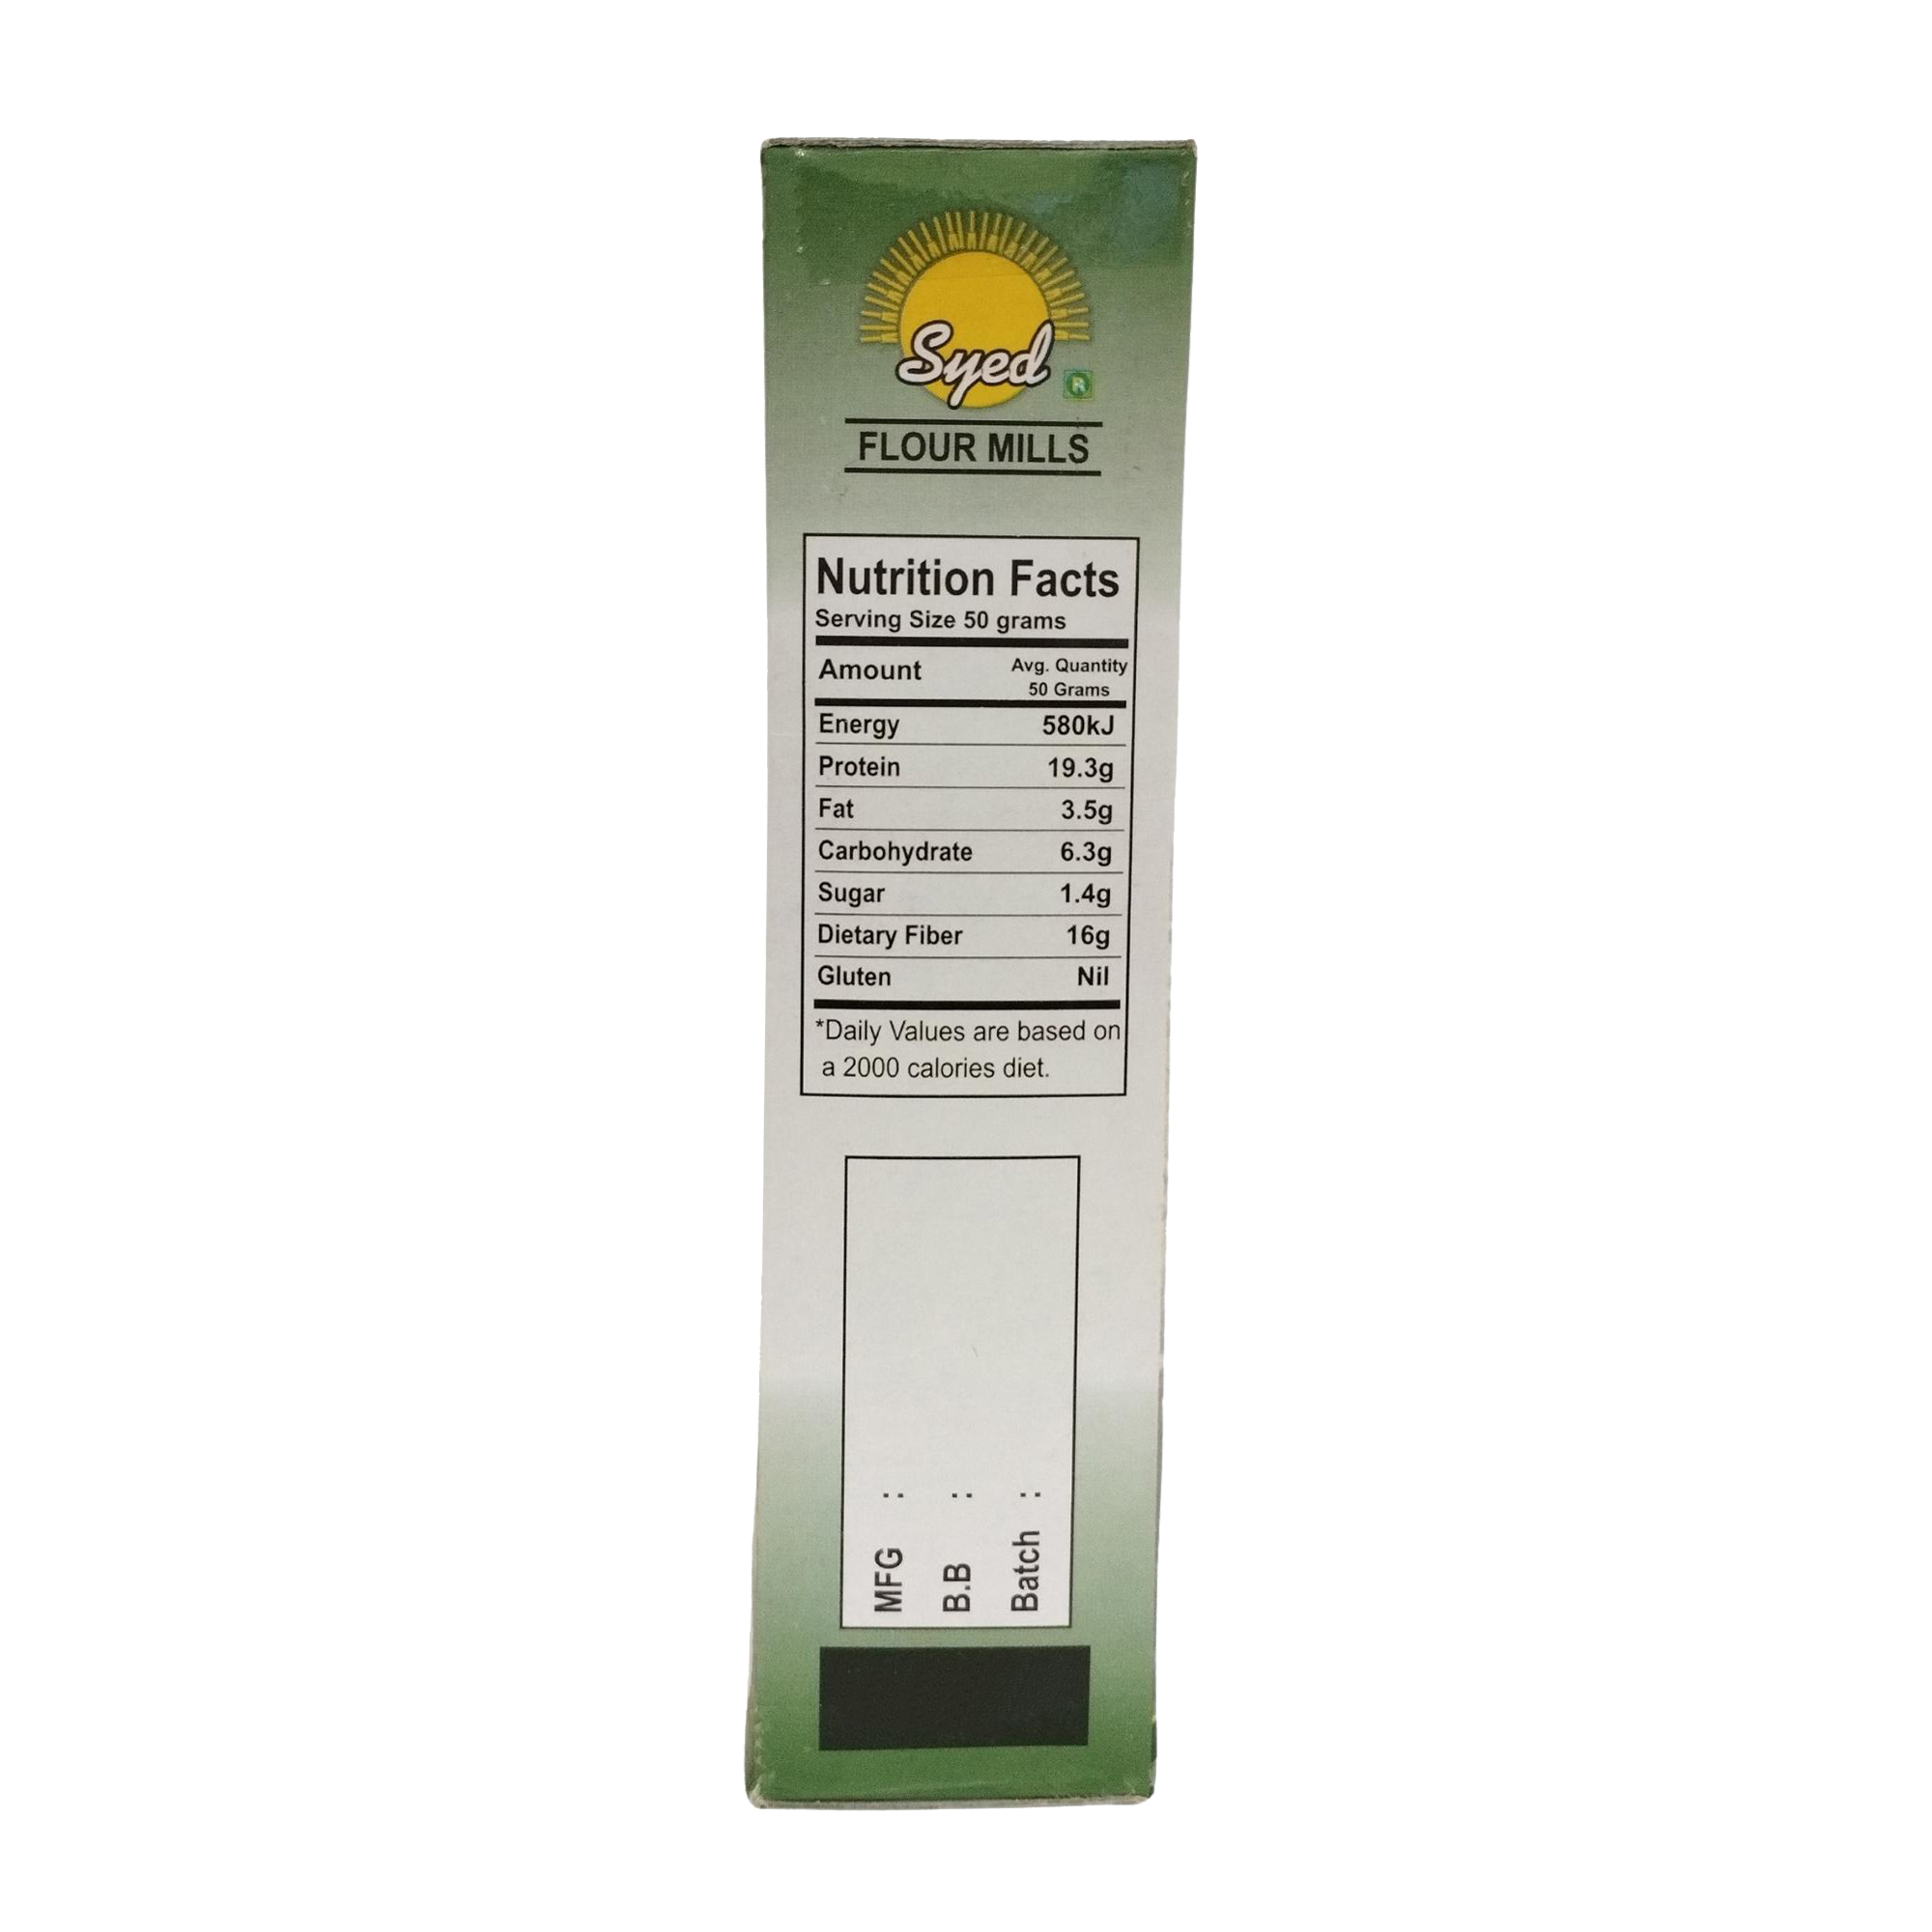 Syed
R
FLOUR MILLS
Nutrition Facts
Serving Size 50 grams
Amount Avg. Quantity
50 Grams
Energy 580kJ
Protein 19.3g
Fat 3.5g
Carbohydrate 6.3g
Sugar 1.4g
Dietary Fiber 16g
Gluten Nil
*Daily Values are based on
a 2000 calories diet.
MFG :
B.B :
Batch :